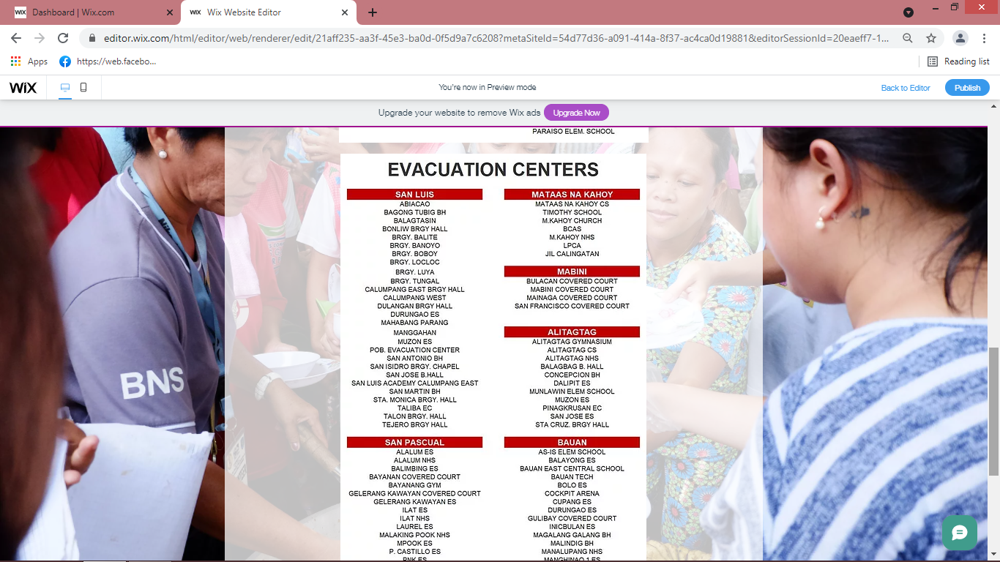 WiX Dashboard | Wix.com
WiX Wix Website Editor
editor.wix.com/html/editor/web/renderer/edit/21aff235-aa3f-45e3-ba0d-0f5d9a7c6208?metaSiteId=54d77d36-a091-414a-8f37-ac4ca0d19881&editorSessionId=20eaeff7-1...
Apps
https://web.facebo...
Reading list
WiX
You're now in Preview mode
Back to Editor
Publish
Upgrade your website to remove Wix ads
Upgrade Now
PARAISO ELEM. SCHOOL
EVACUATION CENTERS
SAN LUIS
ABIACAO
BAGONG TUBIG BH
BALAGTASIN
BONLIW BRGY HALL
BRGY. BALITE
BRGY. BANOYO
BRGY. BOBOY
BRGY. LOCLOC
BRGY. LUYA
BRGY. TUNGAL
CALUMPANG EAST BRGY HALL
CALUMPANG WEST
DULANGAN BRGY HALL
DURUNGAO ES
MAHABANG PARANG
MANGGAHAN
MUZON ES
POB. EVACUATION CENTER
SAN ANTONIO BH
SAN ISIDRO BRGY. CHAPEL
SAN JOSE B.HALL
SAN LUIS ACADEMY CALUMPANG EAST
SAN MARTIN BH
STA. MONICA BRGY. HALL
TALIBA EC
TALON BRGY. HALL
TEJERO BRGY HALL
SAN PASCUAL
ALALUM ES
ALALUM NHS
BALIMBING ES
BAYANAN COVERED COURT
BAYANANG GYM
GELERANG KAWAYAN COVERED COURT
GELERANG KAWAYAN ES
ILAT ES
ILAT NHS
LAUREL ES
MALAKING POOK NHS
MPOOK ES
P. CASTILLO ES
PNK ES
MATAAS NA KAHOY
MATAAS NA KAHOY CS
TIMOTHY SCHOOL
M.KAHOY CHURCH
BCAS
M.KAHOY NHS
LPCA
JIL CALINGATAN
MABINI
BULACAN COVERED COURT
MABINI COVERED COURT
MAINAGA COVERED COURT
SAN FRANCISCO COVERED COURT
ALITAGTAG
ALITAGTAG GYMNASIUM
ALITAGTAG CS
ALITAGTAG NHS
BALAGBAG B. HALL
CONCEPCION BH
DALIPIT ES
MUNLAWIN ELEM SCHOOL
MUZON ES
PINAGKRUSAN EC
SAN JOSE ES
STA CRUZ. BRGY HALL
BAUAN
AS-IS ELEM SCHOOL
BALAYONG ES
BAUAN EAST CENTRAL SCHOOL
BAUAN TECH
BOLO ES
COCKPIT ARENA
CUPANG ES
DURUNGAO ES
GULIBAY COVERED COURT
INICBULAN ES
MAGALANG GALANG BH
MALINDIG BH
MANALUPANG NHS
MANGHINAO 1 ES
BNS